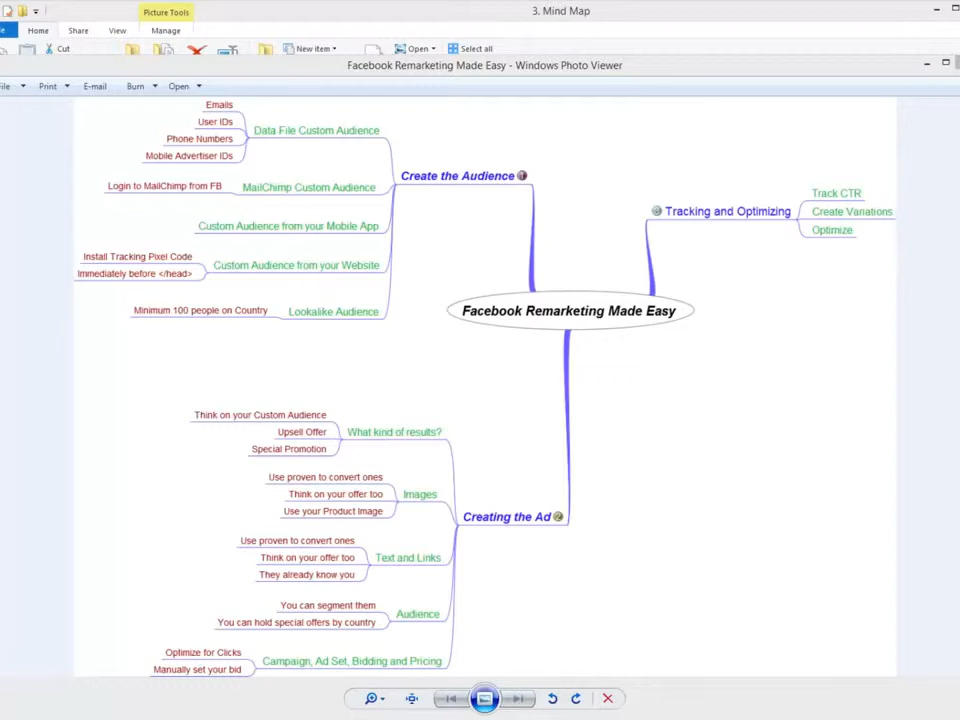 Picture Tools
3. Mind Map
Home
Share
View
Manage
Cut
New item
Open
Select all
Facebook Remarketing Made Easy - Windows Photo Viewer
Print
E-mail
Burn
Open
Emails
User IDs
Phone Numbers
Mobile Advertiser IDs
Data File Custom Audience
Login to MailChimp from FB
MailChimp Custom Audience
Custom Audience from your Mobile App
Install Tracking Pixel Code
Immediately before </head>
Custom Audience from your Website
Minimum 100 people on Country
Lookalike Audience
Create the Audience
Tracking and Optimizing
Track CTR
Create Variations
Optimize
Facebook Remarketing Made Easy
Think on your Custom Audience
Upsell Offer
Special Promotion
What kind of results?
Use proven to convert ones
Think on your offer too
Use your Product Image
Images
Creating the Ad
Use proven to convert ones
Think on your offer too
They already know you
Text and Links
You can segment them
You can hold special offers by country
Audience
Optimize for Clicks
Manually set your bid
Campaign, Ad Set, Bidding and Pricing